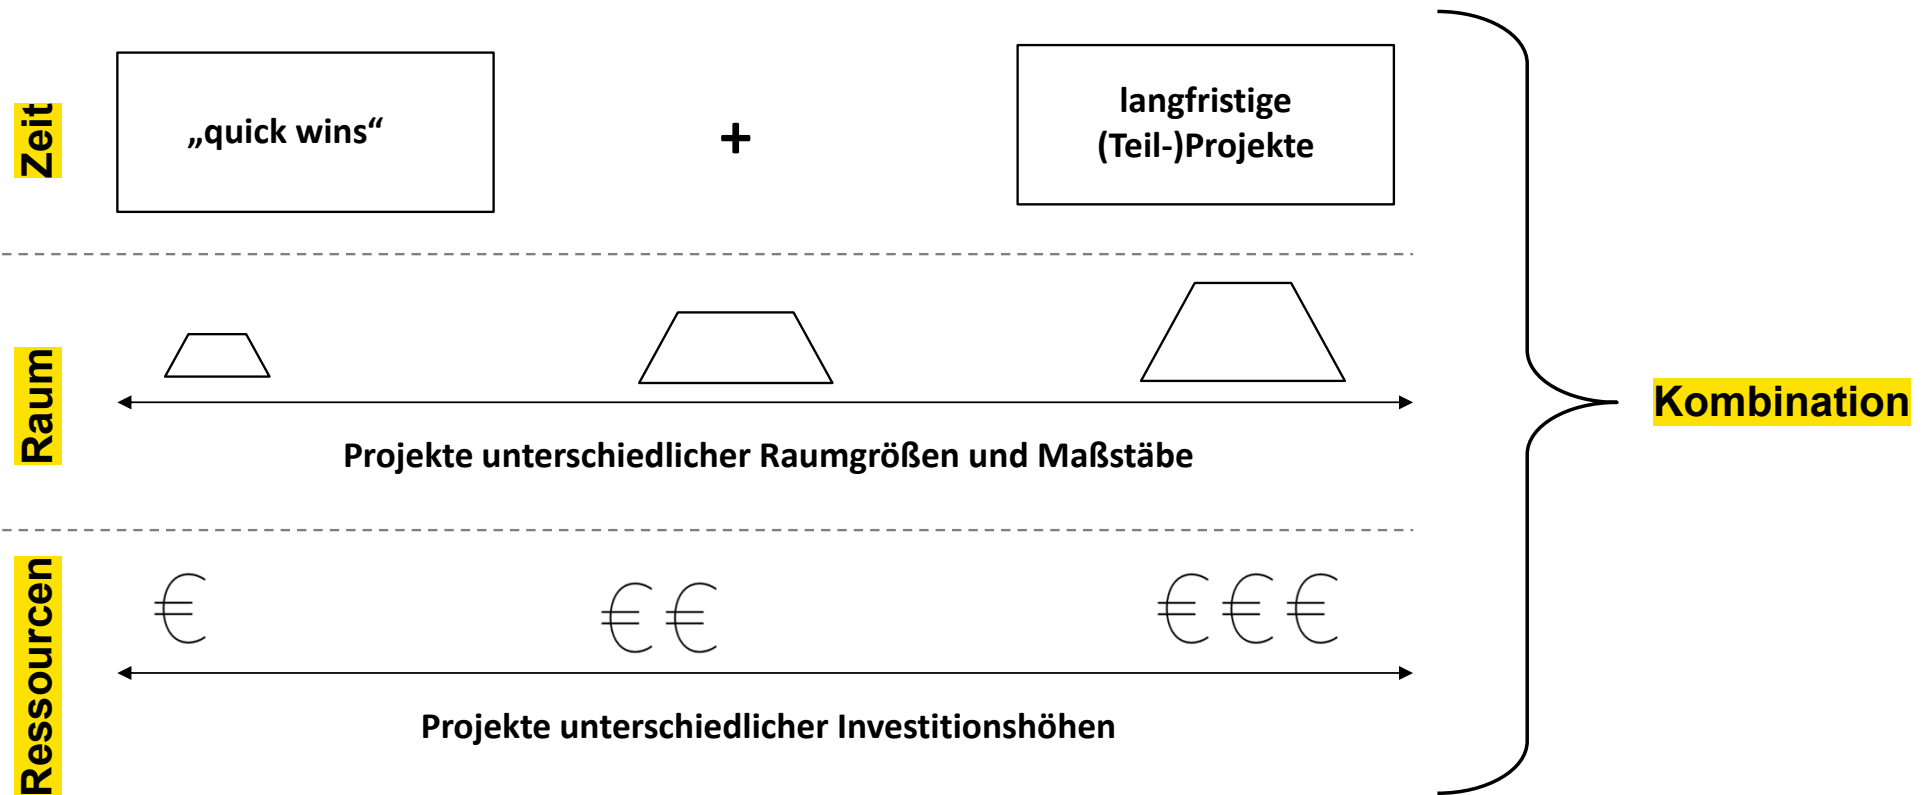 Zeit
„quick wins“
+
langfristige
(Teil-)Projekte
Raum
Projekte unterschiedlicher Raumgrößen und Maßstäbe
Kombination
Ressourcen
€
€ €
€ € €
Projekte unterschiedlicher Investitionshöhen